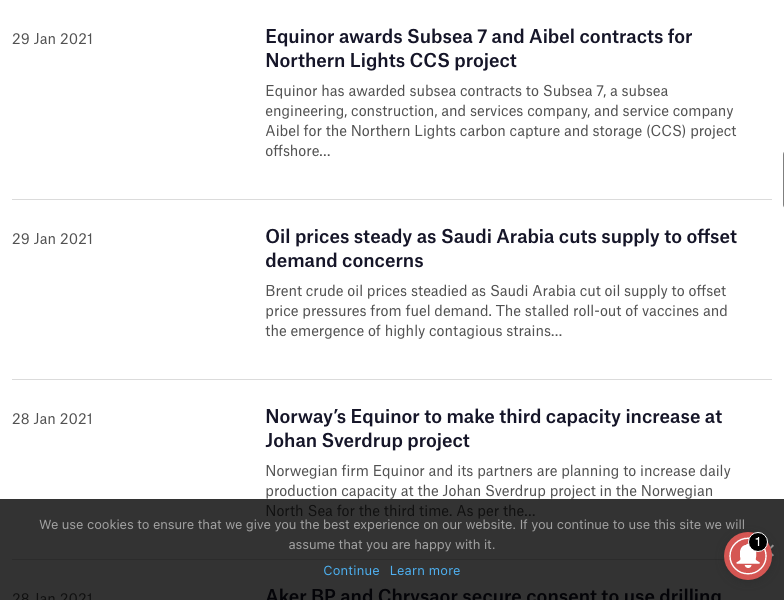 29 Jan 2021
Equinor awards Subsea 7 and Aibel contracts for
Northern Lights CCS project
Equinor has awarded subsea contracts to Subsea 7, a subsea
engineering, construction, and services company, and service company
Aibel for the Northern Lights carbon capture and storage (CCS) project
offshore...
29 Jan 2021
Oil prices steady as Saudi Arabia cuts supply to offset
demand concerns
Brent crude oil prices steadied as Saudi Arabia cut oil supply to offset
price pressures from fuel demand. The stalled roll-out of vaccines and
the emergence of highly contagious strains...
28 Jan 2021
Norway’s Equinor to make third capacity increase at
Johan Sverdrup project
Norwegian firm Equinor and its partners are planning to increase daily
production capacity at the Johan Sverdrup project in the Norwegian
North Sea for the third time. As per the...
We use cookies to ensure that we give you the best experience on our website. If you continue to use this site we will
assume that you are happy with it.
Continue Learn more
1
28 Jan 2021
Aker BP and Chrysaor secure consent to use drilling